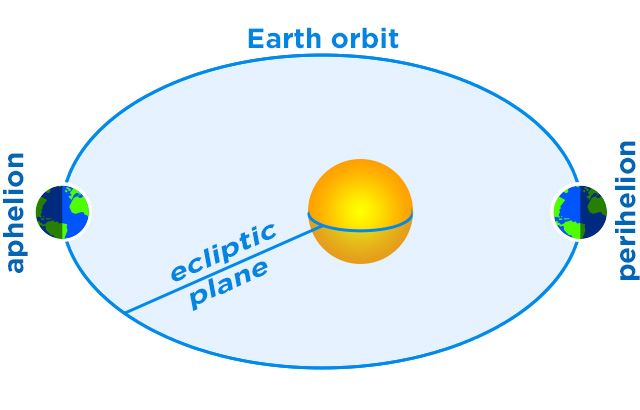 Earth orbit
aphelion
perihelion
ecliptic
plane